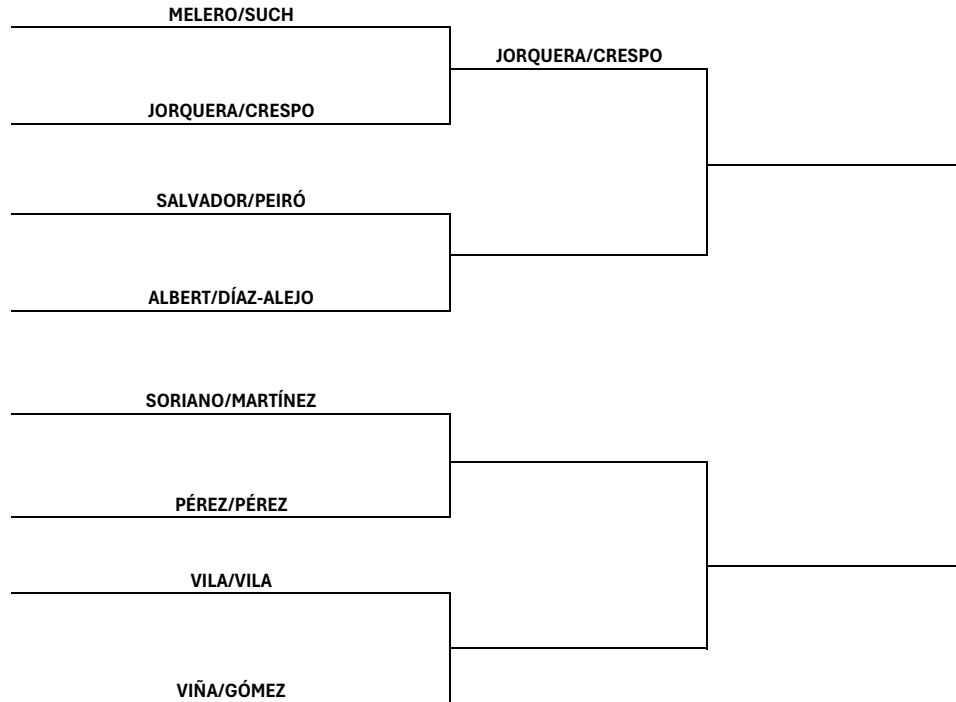 MELERO/SUCH
JORQUERA/CRESPO
JORQUERA/CRESPO
SALVADOR/PEIRÓ
ALBERT/DÍAZ-ALEJO
SORIANO/MARTÍNEZ
PÉREZ/PÉREZ
VILA/VILA
VIÑA/GÓMEZ